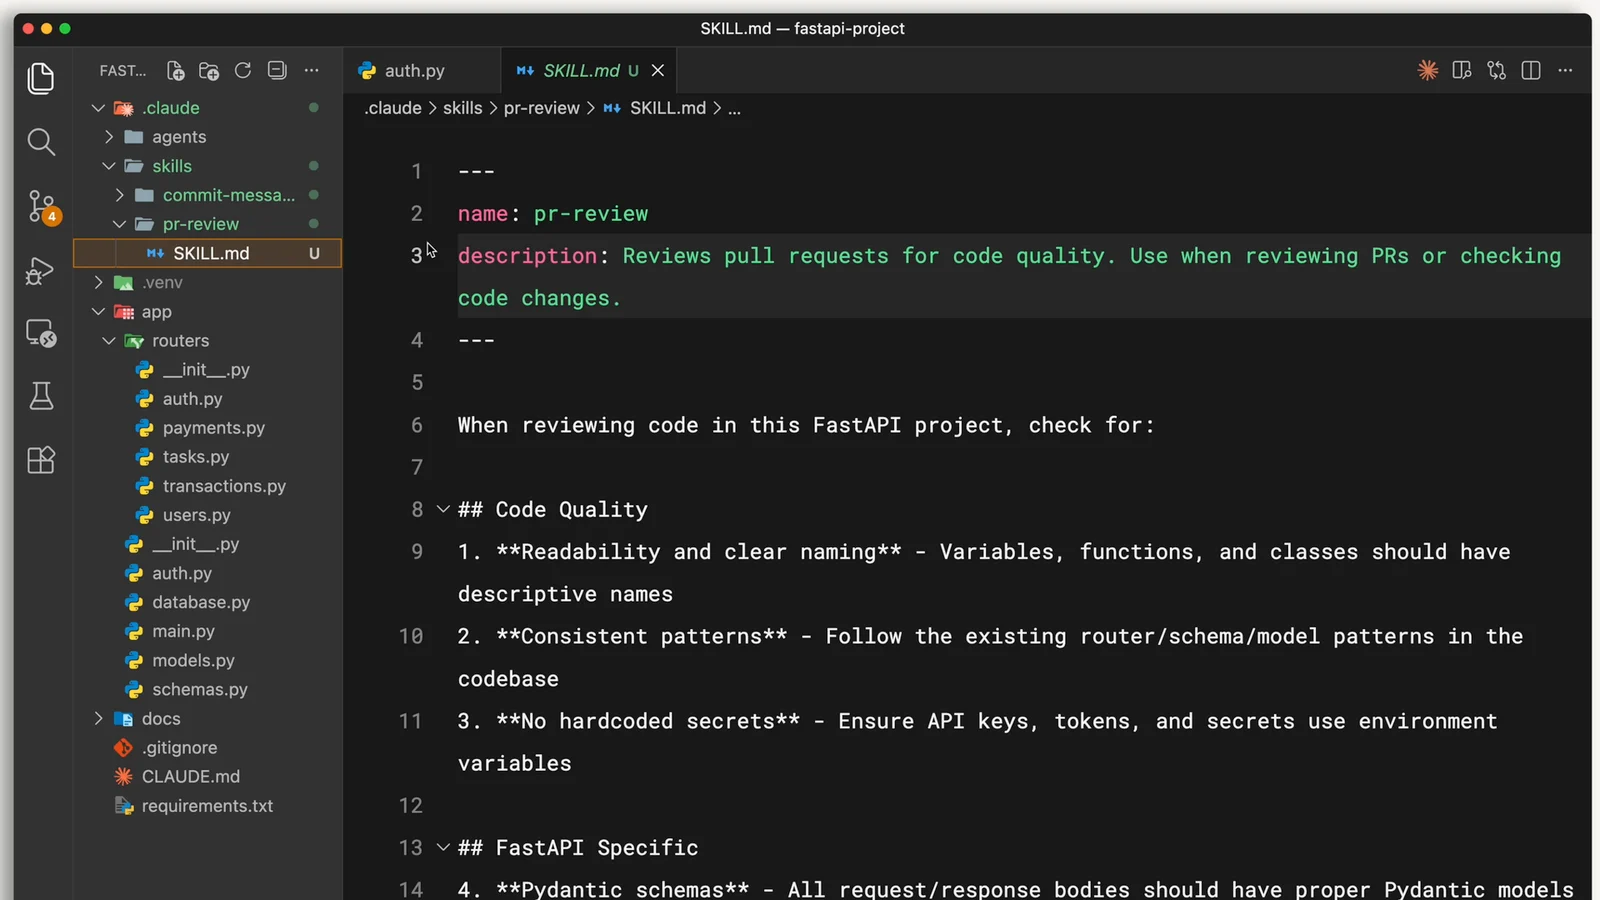 SKILL.md — fastapi-project
FAST...
auth.py
SKILL.md U
.claude > skills > pr-review > SKILL.md > ...
4
.claude
agents
skills
commit-messa...
pr-review
SKILL.md U
.venv
app
routers
__init__.py
auth.py
payments.py
tasks.py
transactions.py
users.py
__init__.py
auth.py
database.py
main.py
models.py
schemas.py
docs
.gitignore
CLAUDE.md
requirements.txt
1 ---
2 name: pr-review
3 description: Reviews pull requests for code quality. Use when reviewing PRs or checking
code changes.
4 ---
5
6 When reviewing code in this FastAPI project, check for:
7
8 ## Code Quality
9 1. **Readability and clear naming** - Variables, functions, and classes should have
descriptive names
10 2. **Consistent patterns** - Follow the existing router/schema/model patterns in the
codebase
11 3. **No hardcoded secrets** - Ensure API keys, tokens, and secrets use environment
variables
12
13 ## FastAPI Specific
14 4. **Pydantic schemas** - All request/response bodies should have proper Pydantic models